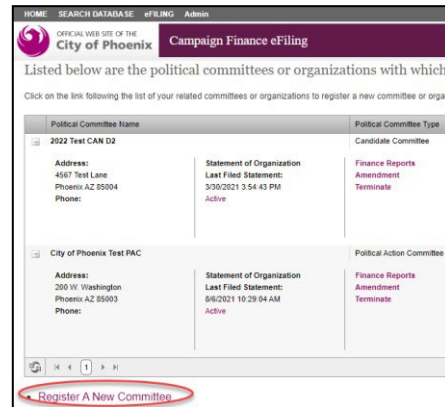 HOME SEARCH DATABASE eFILING Admin
OFFICIAL WEB SITE OF THE
City of Phoenix
Campaign Finance eFiling
Listed below are the political committees or organizations with which
Click on the link following the list of your related committees or organizations to register a new committee or orga
Political Committee Name Political Committee Type
2022 Test CAN D2 Candidate Committee
Address: Statement of Organization Finance Reports
4567 Test Lane Last Filed Statement: Amendment
Phoenix AZ 85004 3/30/2021 3:54:43 PM Terminate
Phone: Active
City of Phoenix Test PAC Political Action Committee
Address: Statement of Organization Finance Reports
200 W. Washington Last Filed Statement: Amendment
Phoenix AZ 85003 8/6/2021 10:29:04 AM Terminate
Phone: Active
1
• Register A New Committee